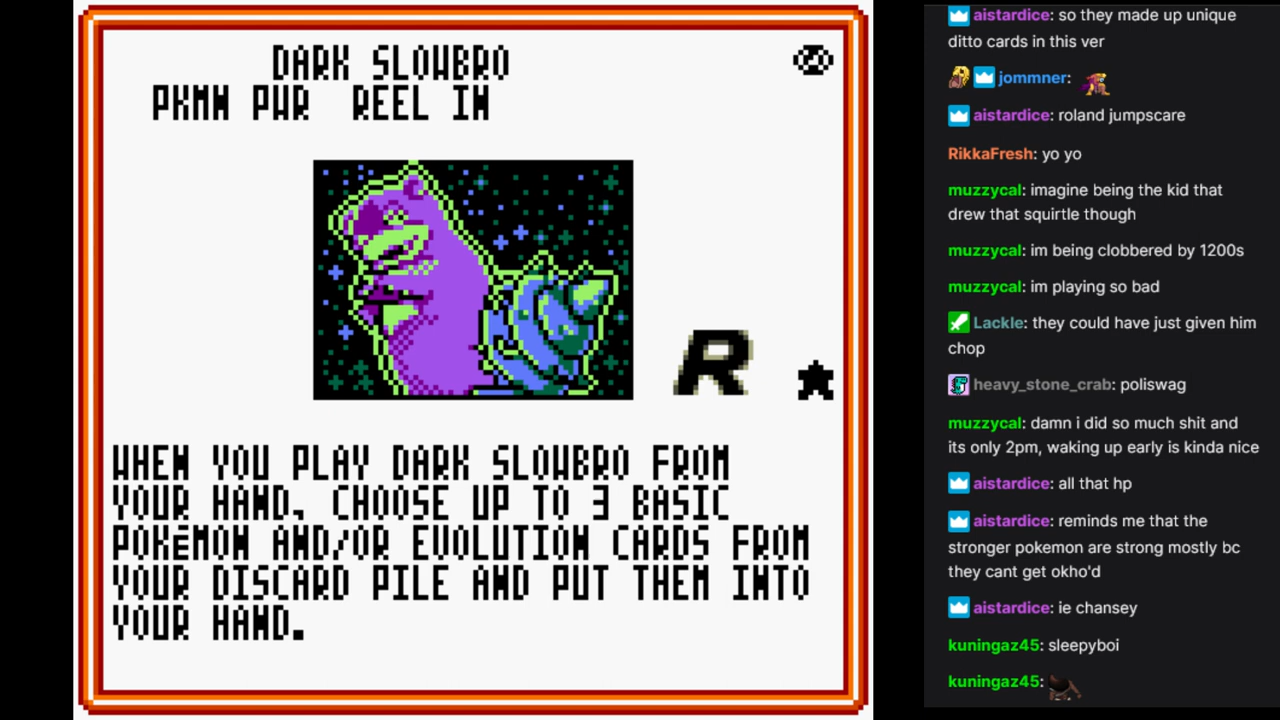 DARK SLOWBRO
PKMN PWR REEL IN
R
WHEN YOU PLAY DARK SLOWBRO FROM
YOUR HAND, CHOOSE UP TO 3 BASIC
POKéMON AND/OR EVOLUTION CARDS FROM
YOUR DISCARD PILE AND PUT THEM INTO
YOUR HAND.
aistardice: so they made up unique
ditto cards in this ver
jommner:
aistardice: roland jumpscare
RikkaFresh: yo yo
muzzycal: imagine being the kid that
drew that squirtle though
muzzycal: im being clobbered by 1200s
muzzycal: im playing so bad
Lackle: they could have just given him
chop
heavy_stone_crab: poliswag
muzzycal: damn i did so much shit and
its only 2pm, waking up early is kinda nice
aistardice: all that hp
aistardice: reminds me that the
stronger pokemon are strong mostly bc
they cant get okho'd
aistardice: ie chansey
kuningaz45: sleepyboi
kuningaz45: